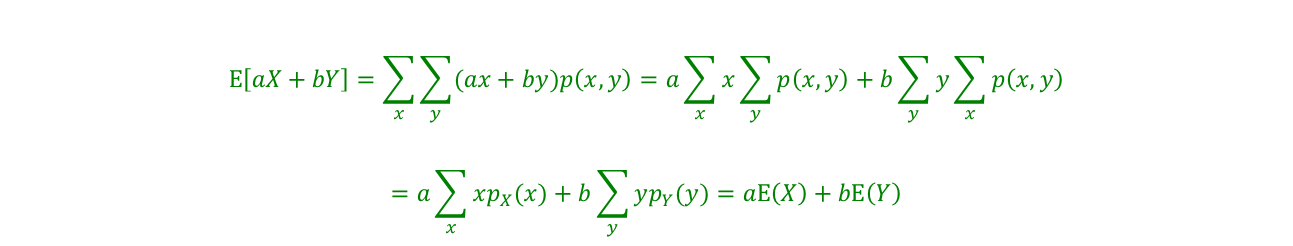 E[aX + bY] = ∑_x ∑_y (ax + by)p(x, y) = a ∑_x x ∑_y p(x, y) + b ∑_y y ∑_x p(x, y)
= a ∑_x xp_X(x) + b ∑_y yp_Y(y) = aE(X) + bE(Y)